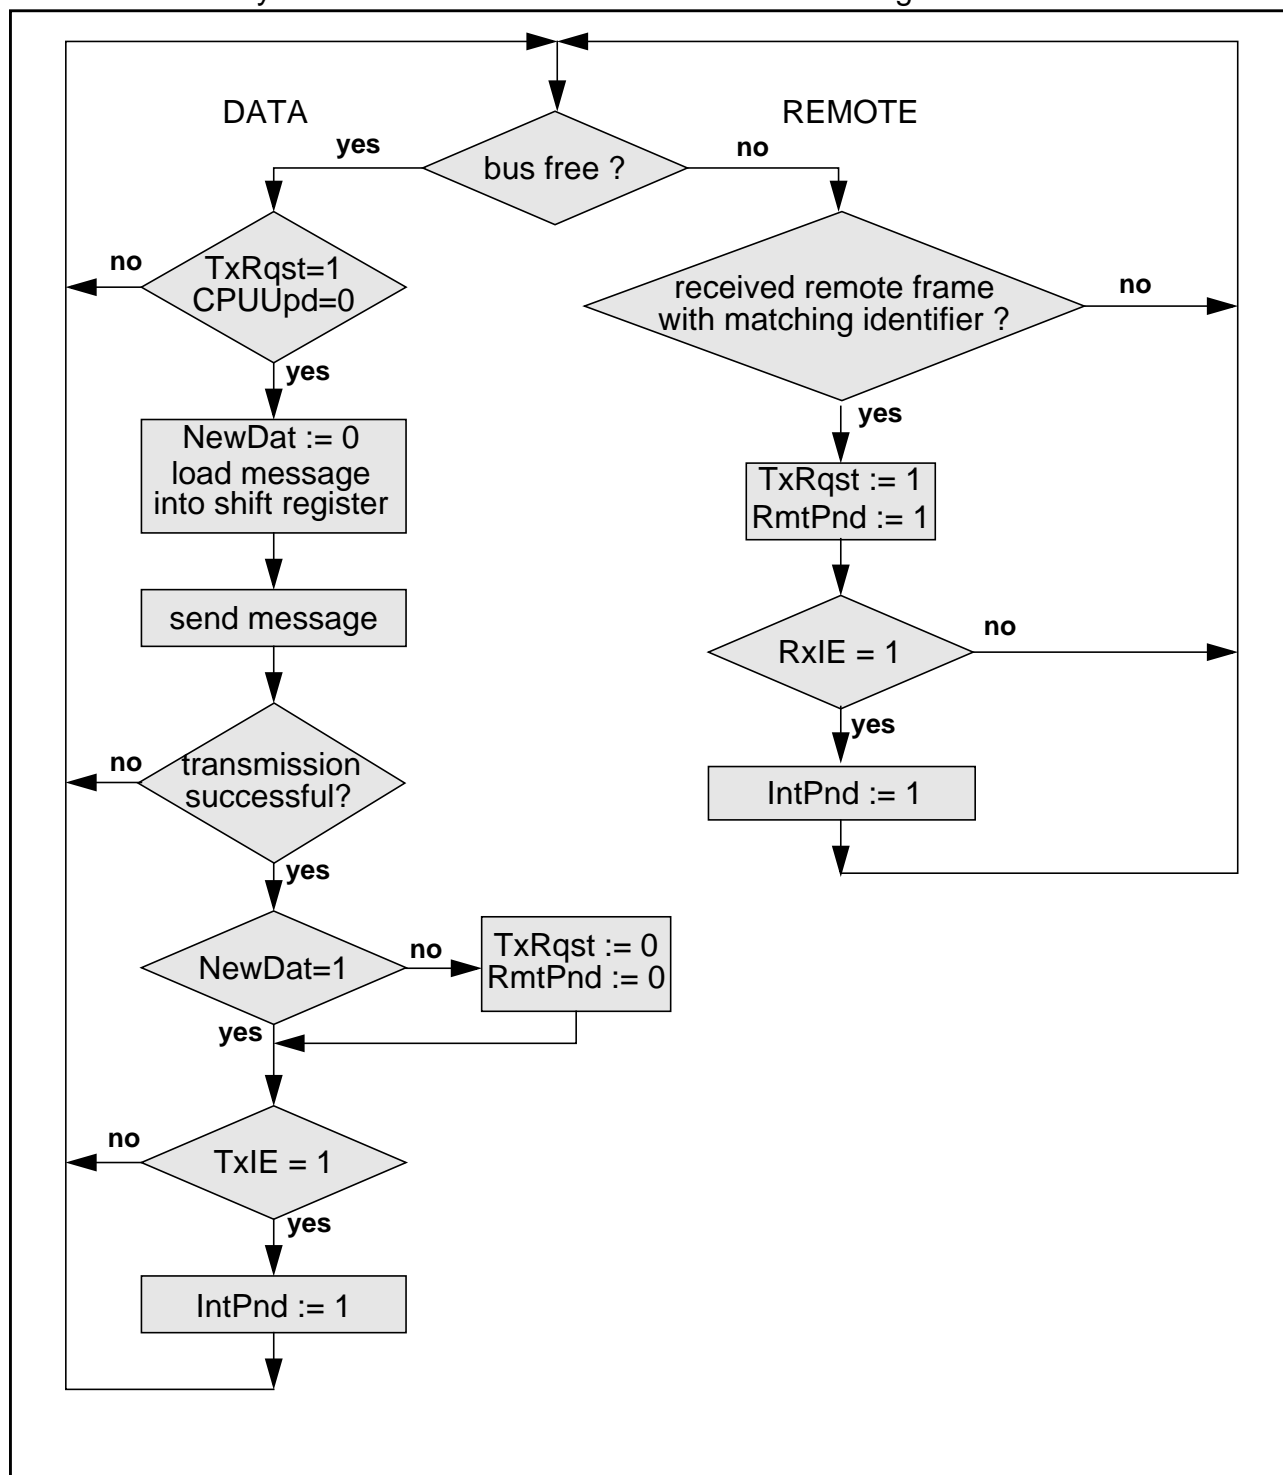 DATA
REMOTE
yes
bus free ?
no
no
TxRqst=1
CPUUpd=0
yes
NewDat := 0
load message
into shift register
send message
no
transmission
successful?
yes
NewDat=1
no
TxRqst := 0
RmtPnd := 0
yes
no
TxIE = 1
yes
IntPnd := 1
received remote frame
with matching identifier ?
no
yes
TxRqst := 1
RmtPnd := 1
RxIE = 1
no
yes
IntPnd := 1